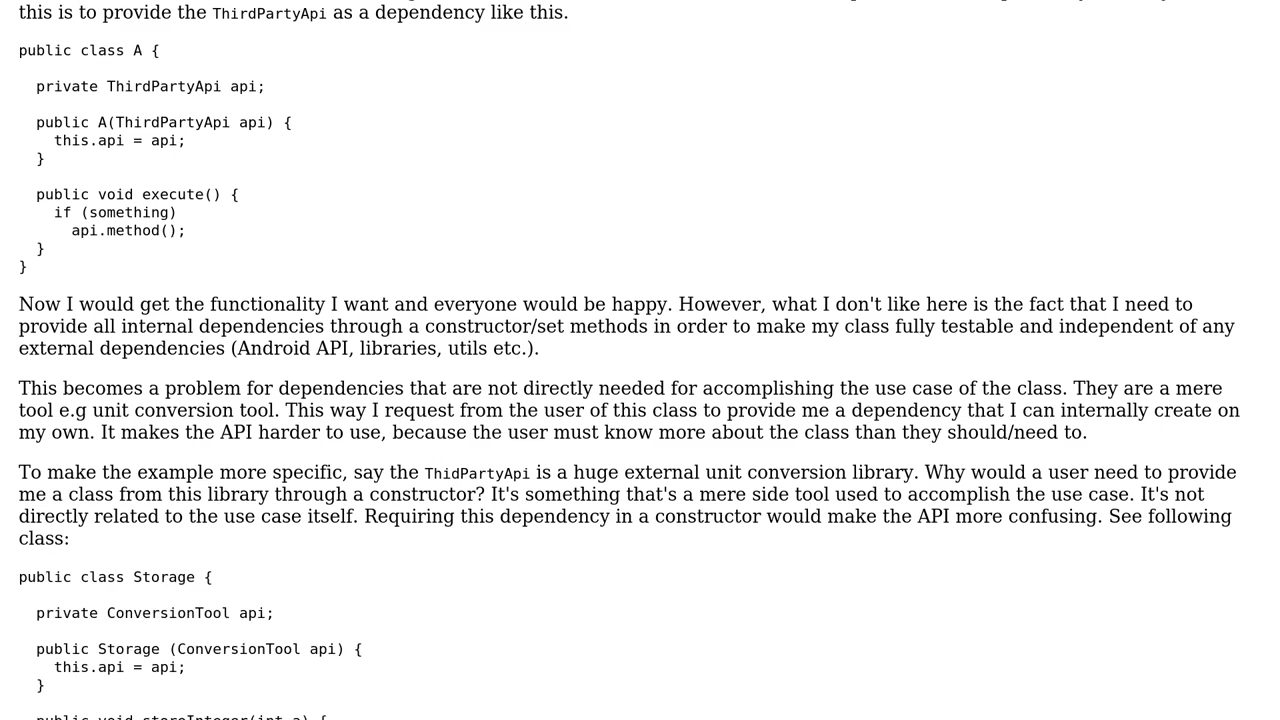 this is to provide the ThirdPartyApi as a dependency like this.
public class A {
private ThirdPartyApi api;
public A(ThirdPartyApi api) {
this.api = api;
}
public void execute() {
if (something)
api.method();
}
}
Now I would get the functionality I want and everyone would be happy. However, what I don't like here is the fact that I need to
provide all internal dependencies through a constructor/set methods in order to make my class fully testable and independent of any
external dependencies (Android API, libraries, utils etc.).
This becomes a problem for dependencies that are not directly needed for accomplishing the use case of the class. They are a mere
tool e.g unit conversion tool. This way I request from the user of this class to provide me a dependency that I can internally create on
my own. It makes the API harder to use, because the user must know more about the class than they should/need to.
To make the example more specific, say the ThidPartyApi is a huge external unit conversion library. Why would a user need to provide
me a class from this library through a constructor? It's something that's a mere side tool used to accomplish the use case. It's not
directly related to the use case itself. Requiring this dependency in a constructor would make the API more confusing. See following
class:
public class Storage {
private ConversionTool api;
public Storage (ConversionTool api) {
this.api = api;
}
public void storeInteger(int a) {